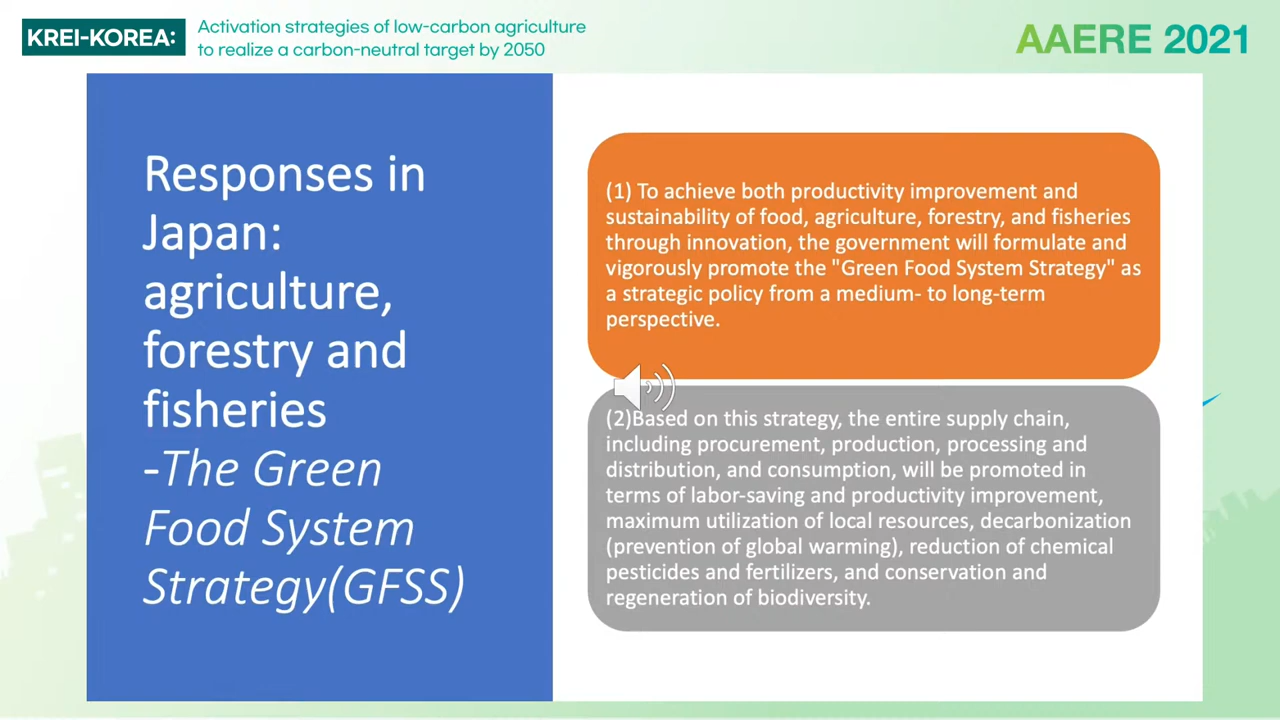 KREI-KOREA:
Activation strategies of low-carbon agriculture
to realize a carbon-neutral target by 2050
AAERE 2021
Responses in
Japan:
agriculture,
forestry and
fisheries
-The Green
Food System
Strategy(GFSS)
(1) To achieve both productivity improvement and
sustainability of food, agriculture, forestry, and fisheries
through innovation, the government will formulate and
vigorously promote the "Green Food System Strategy" as
a strategic policy from a medium- to long-term
perspective.
(2)Based on this strategy, the entire supply chain,
including procurement, production, processing and
distribution, and consumption, will be promoted in
terms of labor-saving and productivity improvement,
maximum utilization of local resources, decarbonization
(prevention of global warming), reduction of chemical
pesticides and fertilizers, and conservation and
regeneration of biodiversity.